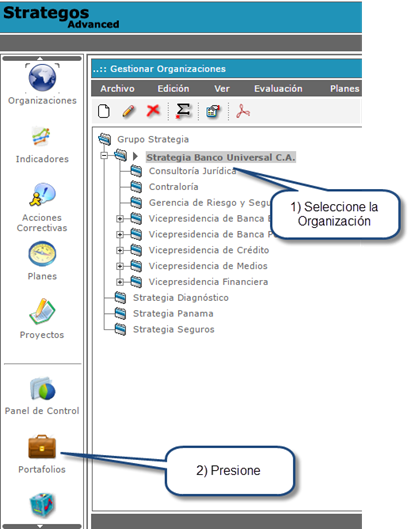 Strategos
Advanced
Organizaciones
Indicadores
Acciones
Correctivas
Planes
Proyectos
Panel de Control
Portafolios
..:: Gestionar Organizaciones
Archivo Edición Ver Evaluación Planes
Grupo Strategia
Strategia Banco Universal C.A.
Consultoría Jurídica
Contraloría
Gerencia de Riesgo y Segu
Vicepresidencia de Banca
Vicepresidencia de Banca
Vicepresidencia de Crédito
Vicepresidencia de Medios
Vicepresidencia Financiera
Strategia Diagnóstico
Strategia Panama
Strategia Seguros
1) Seleccione la
Organización
2) Presione